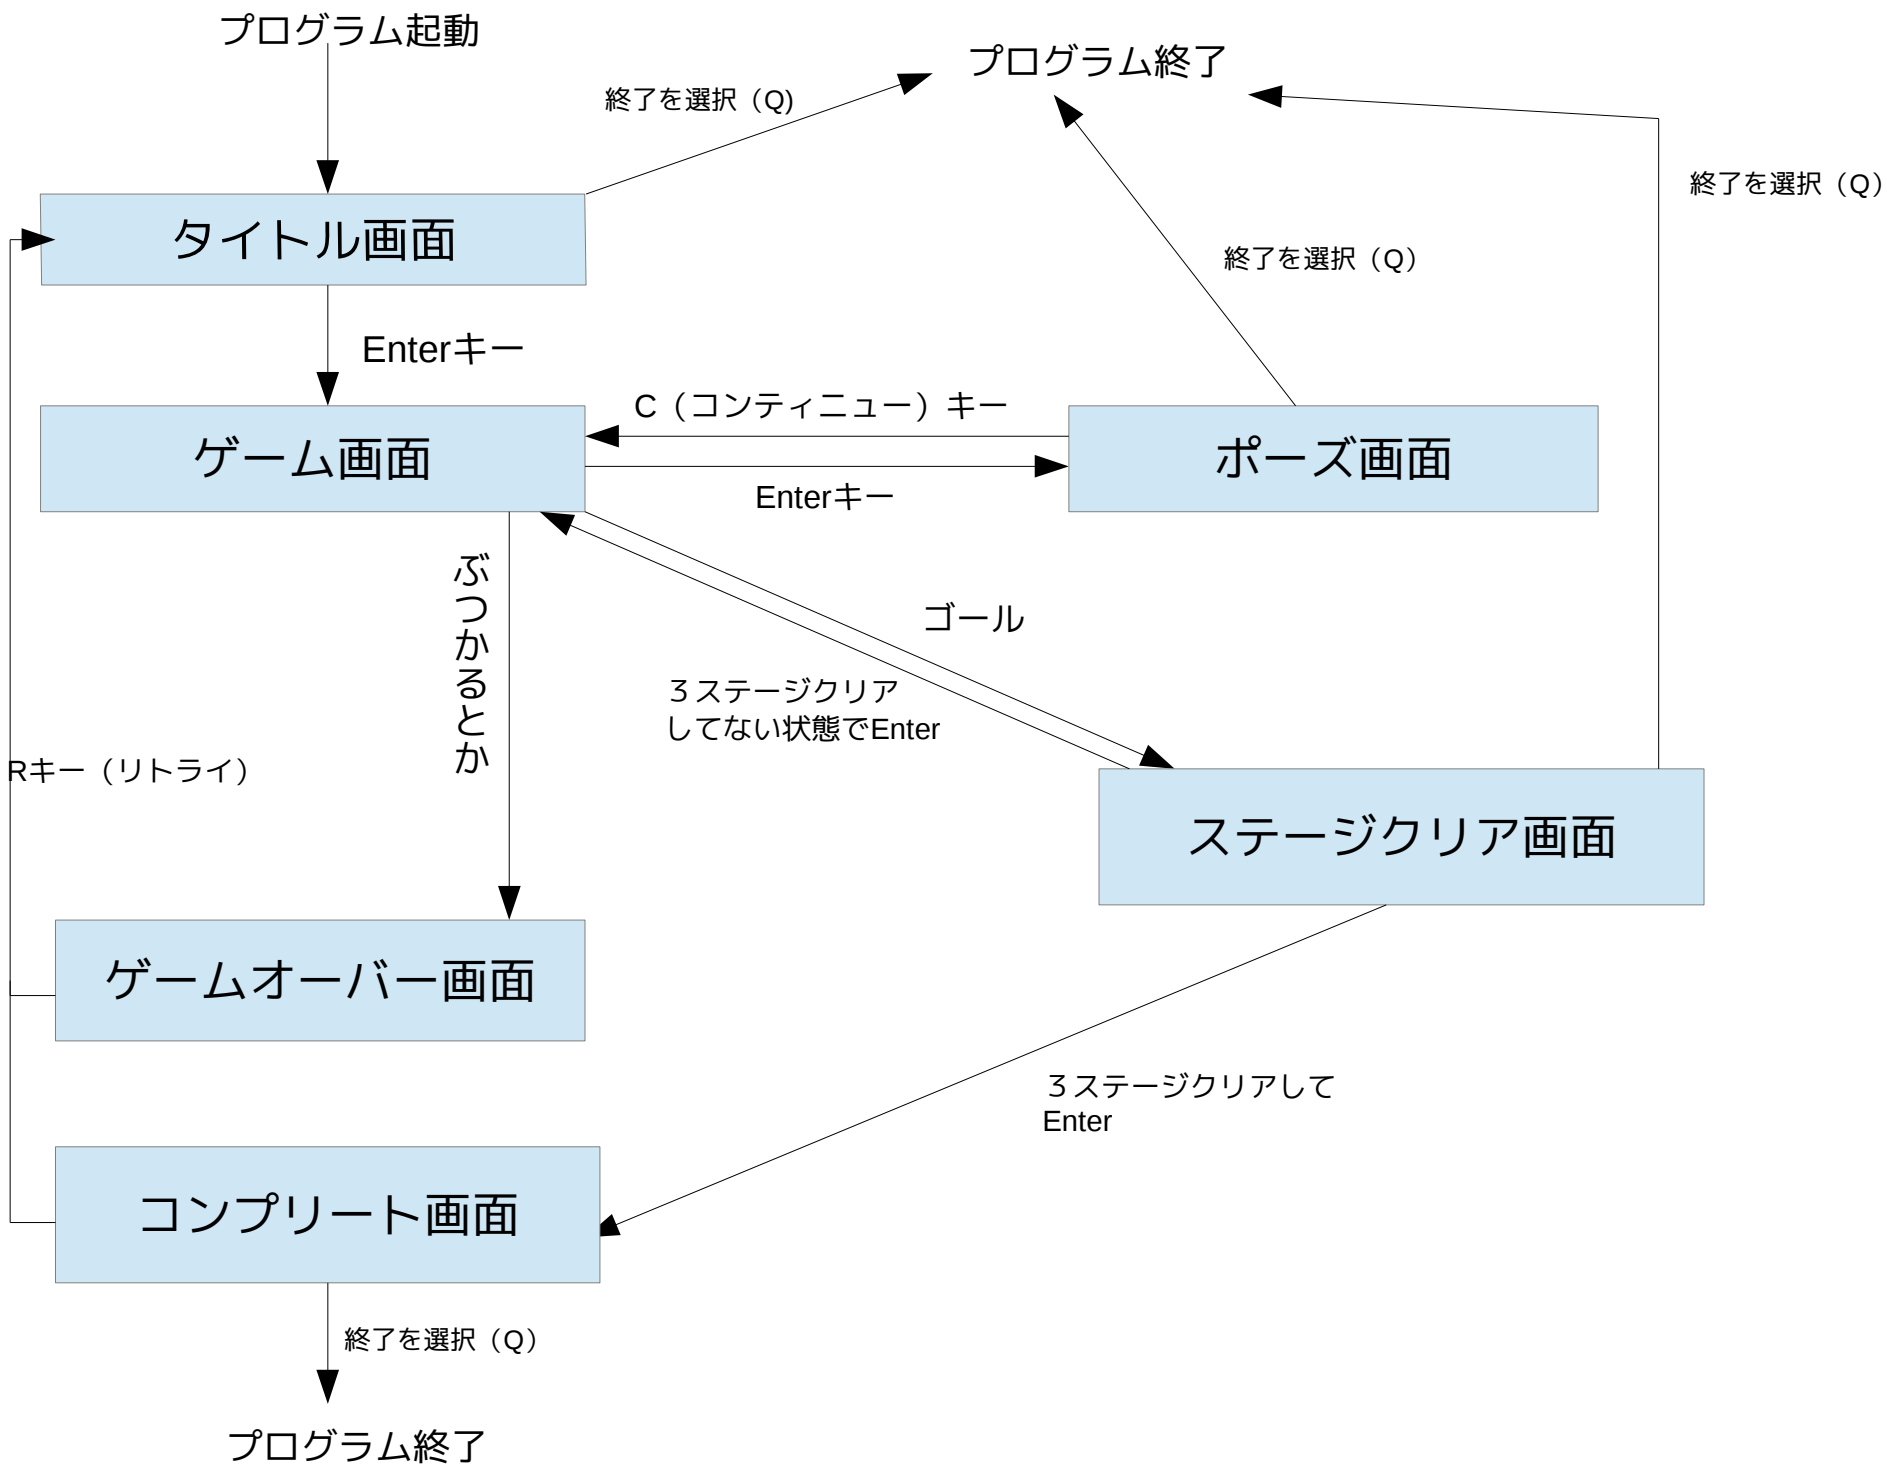 プログラム起動
プログラム終了
終了を選択（Q)
終了を選択（Q）
タイトル画面
終了を選択（Q）
Enterキー
C（コンティニュー）キー
ゲーム画面
ポーズ画面
Enterキー
ぶつかるとか
ゴール
３ステージクリア
してない状態でEnter
Rキー（リトライ）
ステージクリア画面
ゲームオーバー画面
３ステージクリアして
Enter
コンプリート画面
終了を選択（Q）
プログラム終了